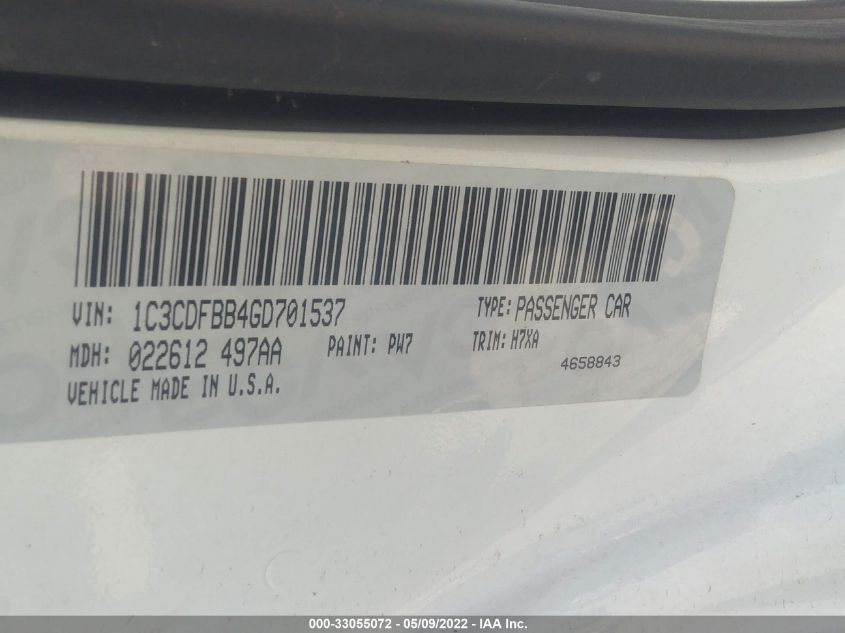 VIN: 1C3CDFBB4GD701537 TYPE: PASSENGER CAR
MDH: 022612 497AA PAINT: PW7 TRIM: H7XA
VEHICLE MADE IN U.S.A. 4658843
000-33055072 - 05/09/2022 - IAA Inc.